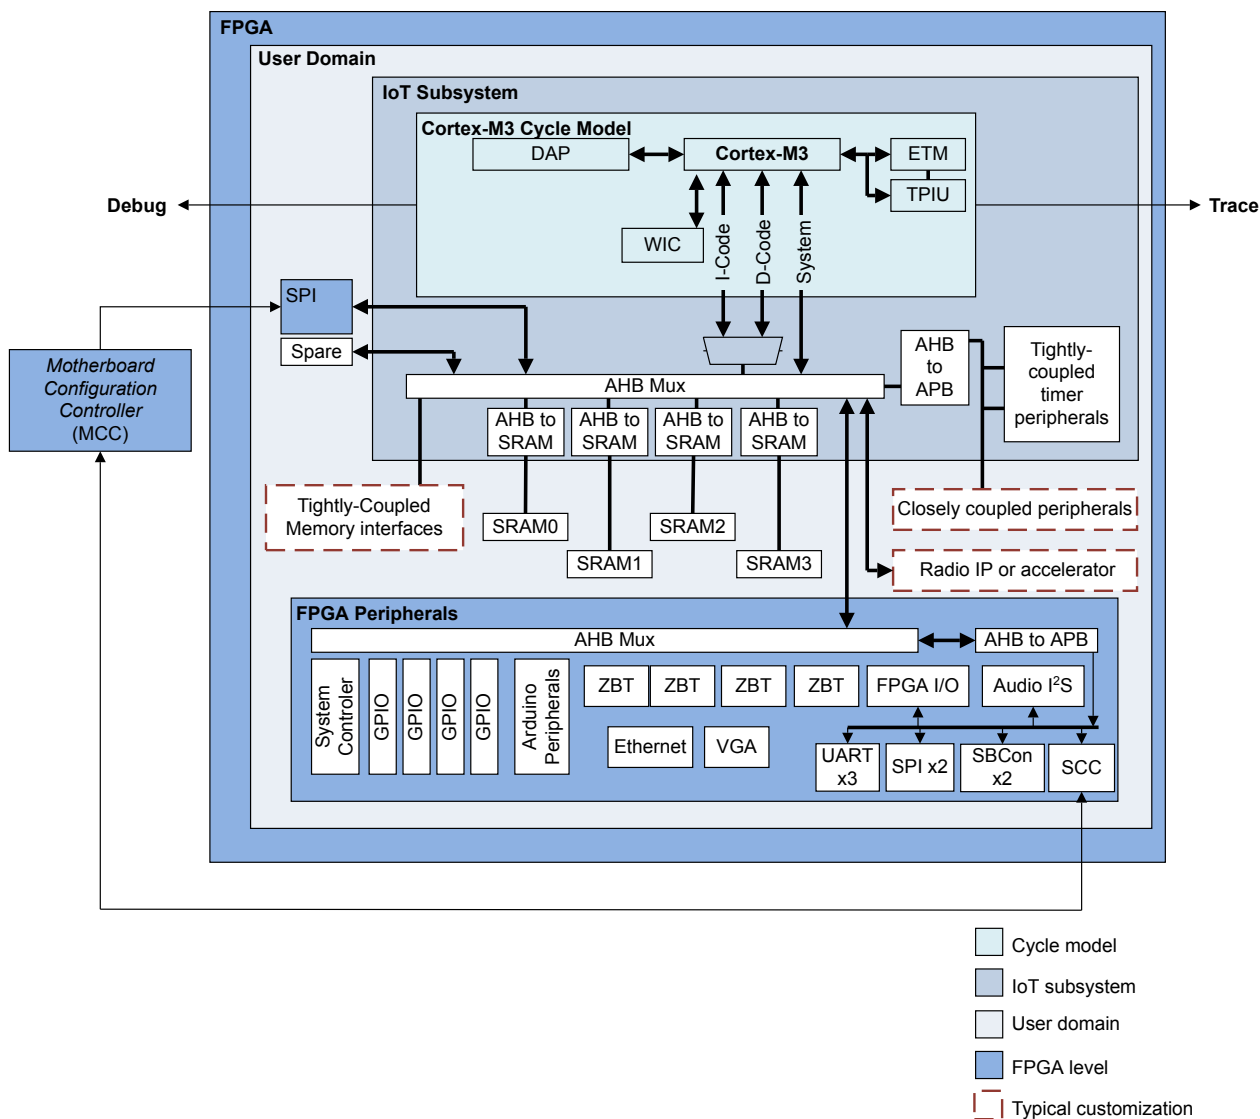 FPGA
User Domain
IoT Subsystem
Cortex-M3 Cycle Model
DAP
Cortex-M3
ETM
TPIU
Debug
Trace
WIC
I-Code
D-Code
System
SPI
Spare
Motherboard
Configuration
Controller
(MCC)
AHB
to
APB
Tightly-
coupled
timer
peripherals
AHB Mux
AHB to
SRAM
AHB to
SRAM
AHB to
SRAM
AHB to
SRAM
Tightly-Coupled
Memory interfaces
SRAM0
SRAM1
SRAM2
SRAM3
Closely coupled peripherals
Radio IP or accelerator
FPGA Peripherals
AHB Mux
AHB to APB
System
Controler
GPIO
GPIO
GPIO
GPIO
Arduino
Peripherals
ZBT
ZBT
ZBT
ZBT
FPGA I/O
Audio I²S
Ethernet
VGA
UART
x3
SPI x2
SBCon
x2
SCC
Cycle model
IoT subsystem
User domain
FPGA level
Typical customization